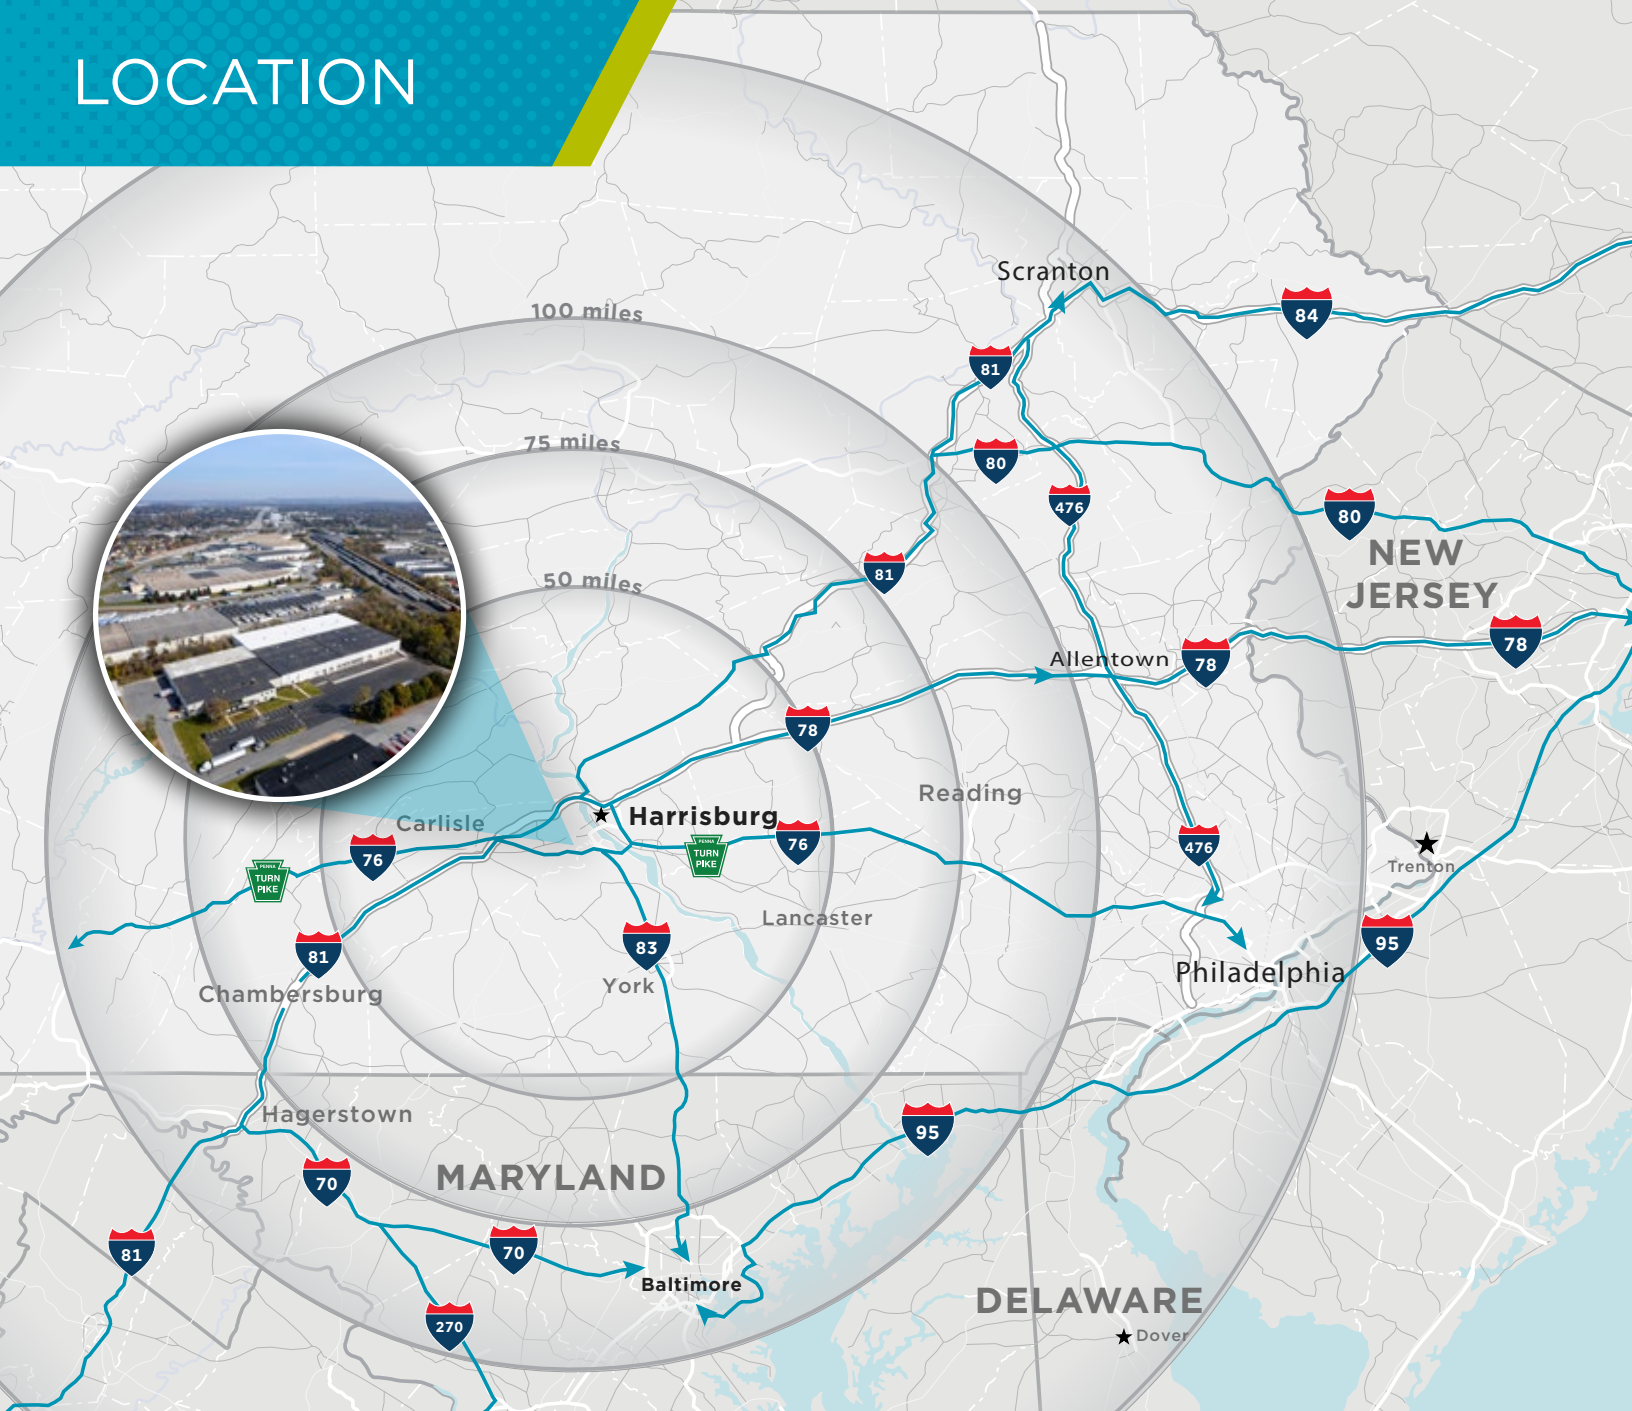 LOCATION
Scranton
84
100 miles
81
75 miles
80
476
80
NEW
JERSEY
50 miles
81
78
Allentown
78
78
Reading
Harrisburg
Carlisle
76
PENNA
TURN
PIKE
76
476
PENNA
TURN
PIKE
Trenton
Lancaster
83
95
81
Philadelphia
York
Chambersburg
Hagerstown
95
MARYLAND
70
81
70
Baltimore
DELAWARE
270
Dover